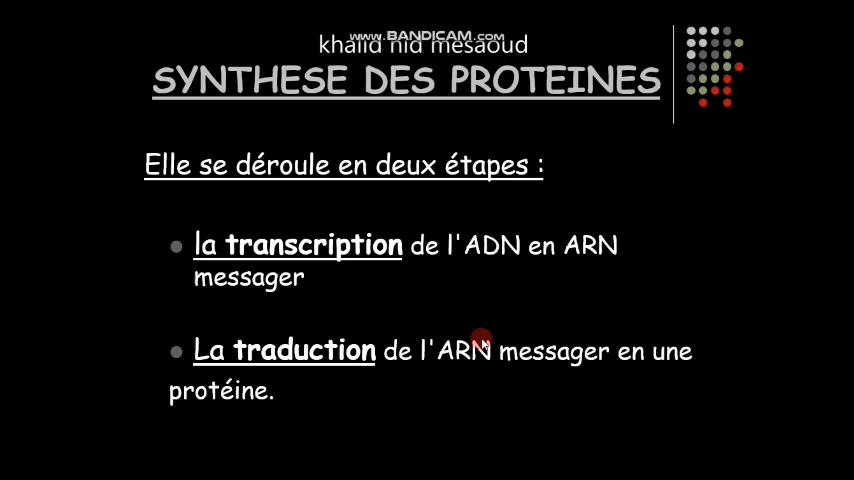 www.BANDICAM.com
khalid nid mesaoud
SYNTHESE DES PROTEINES
Elle se déroule en deux étapes :
la transcription de l'ADN en ARN
messager
La traduction de l'ARN messager en une
protéine.